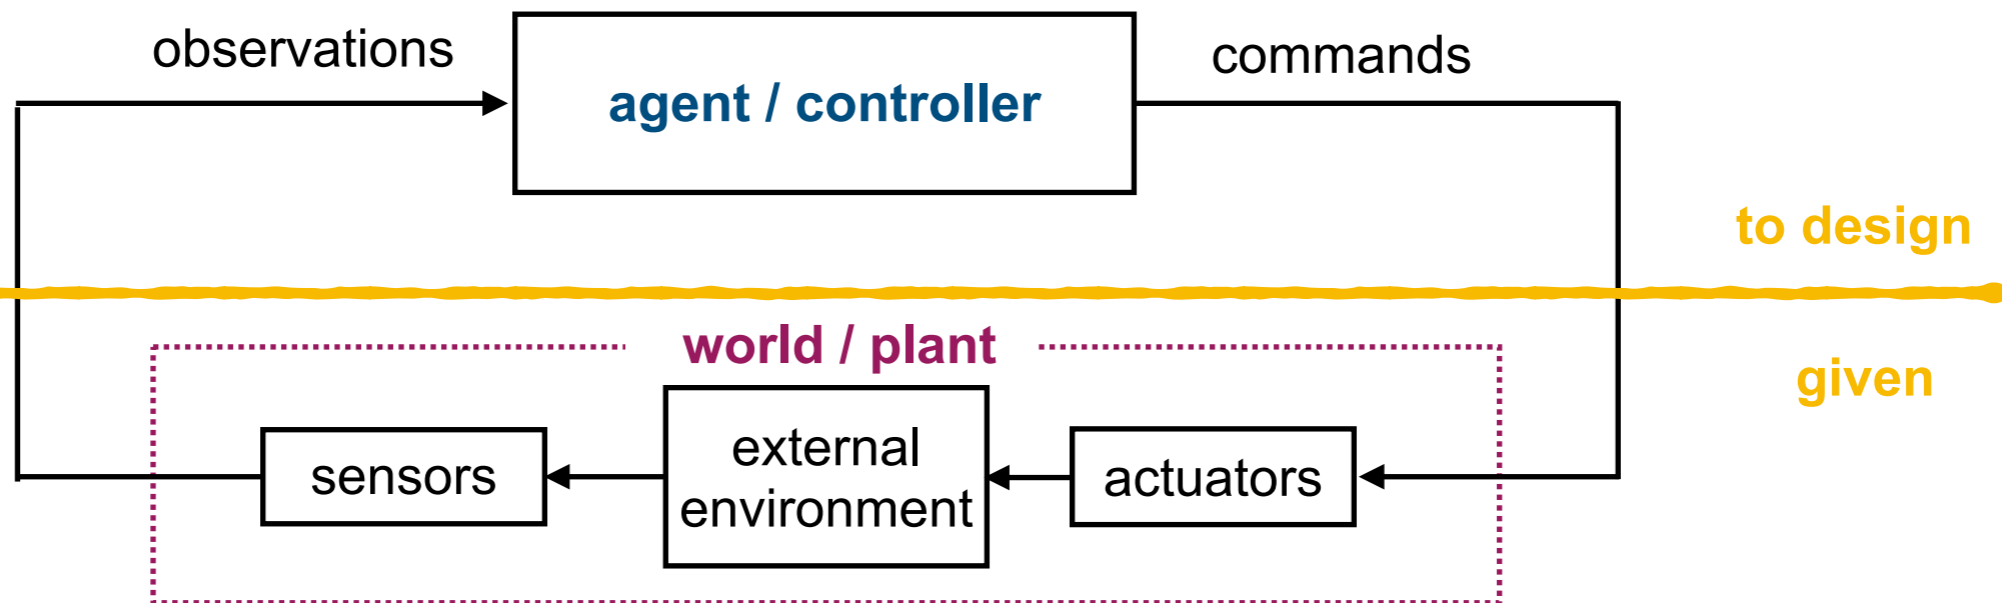 observations
agent / controller
commands
to design
world / plant
given
sensors
external
environment
actuators